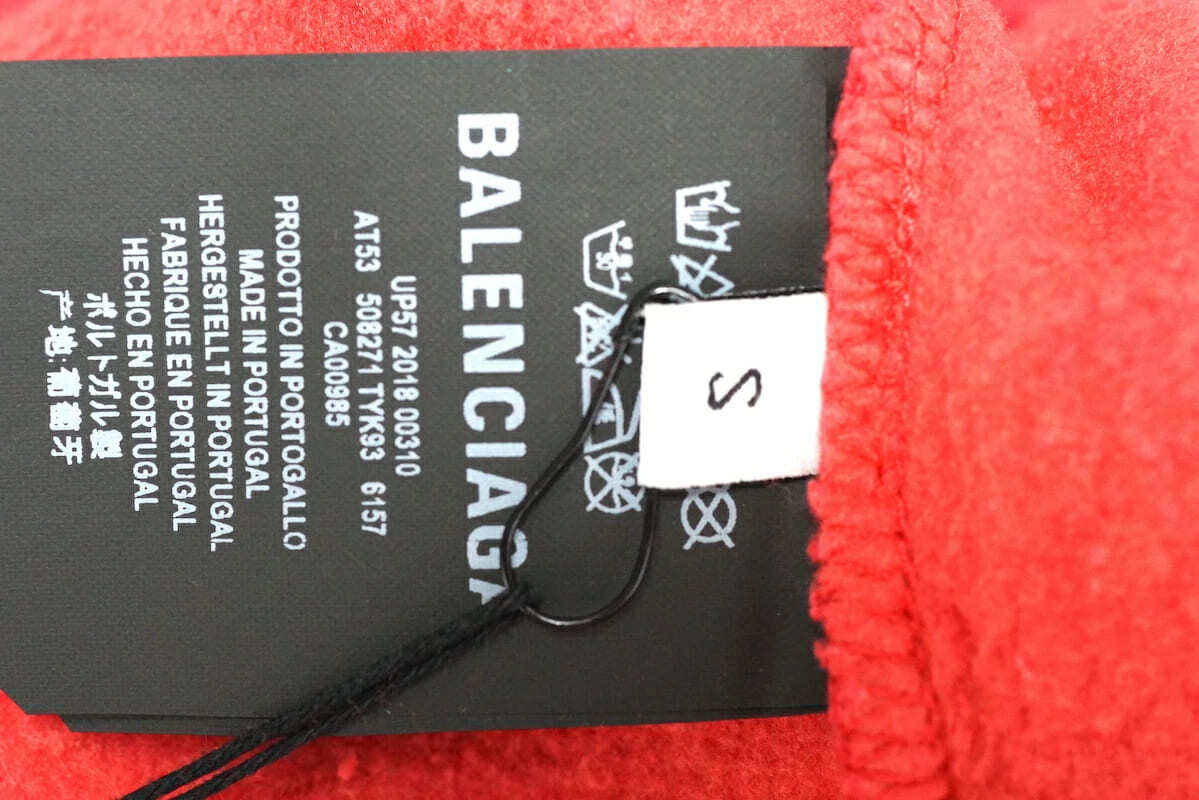 S
30
BALENCIAGA
UP57 2018 00310
AT53 508271 TYK93 6157
CA00985
PRODOTTO IN PORTOGALLO
MADE IN PORTUGAL
HERGESTELLT IN PORTUGAL
FABRIQUE EN PORTUGAL
HECHO EN PORTUGAL
ポルトガル製
产地:葡萄牙